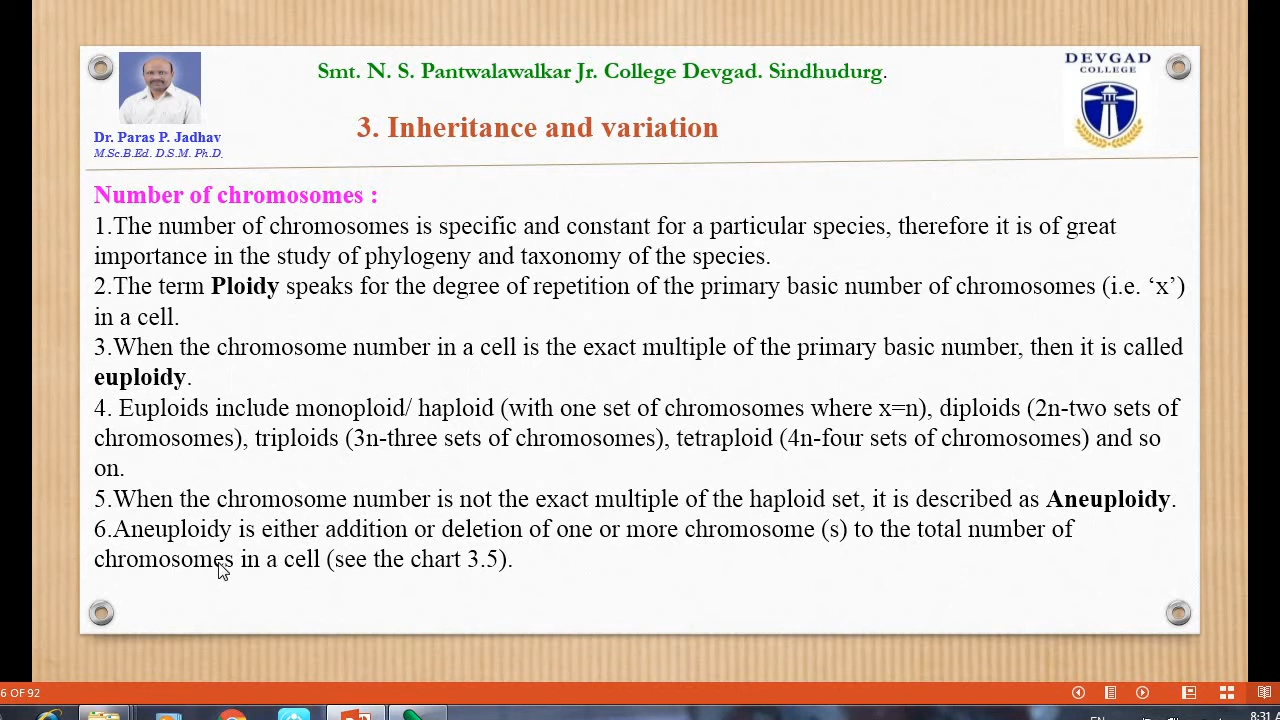 Smt. N. S. Pantwalawalkar Jr. College Devgad. Sindhudurg.
DEVGAD
COLLEGE
3. Inheritance and variation
Dr. Paras P. Jadhav
M.Sc.B.Ed. D.S.M. Ph.D.
Number of chromosomes :
1.The number of chromosomes is specific and constant for a particular species, therefore it is of great
importance in the study of phylogeny and taxonomy of the species.
2.The term Ploidy speaks for the degree of repetition of the primary basic number of chromosomes (i.e. ‘x’)
in a cell.
3.When the chromosome number in a cell is the exact multiple of the primary basic number, then it is called
euploidy.
4. Euploids include monoploid/ haploid (with one set of chromosomes where x=n), diploids (2n-two sets of
chromosomes), triploids (3n-three sets of chromosomes), tetraploid (4n-four sets of chromosomes) and so
on.
5.When the chromosome number is not the exact multiple of the haploid set, it is described as Aneuploidy.
6.Aneuploidy is either addition or deletion of one or more chromosome (s) to the total number of
chromosomes in a cell (see the chart 3.5).
6 OF 92
8:31